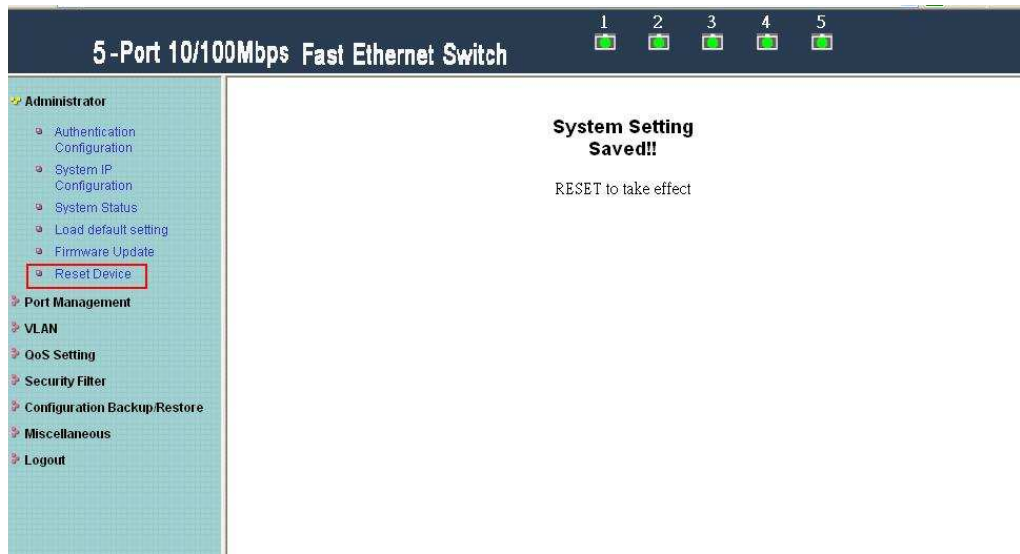 1 2 3 4 5
5-Port 10/100Mbps Fast Ethernet Switch
Administrator
Authentication
Configuration
System IP
Configuration
System Status
Load default setting
Firmware Update
Reset Device
Port Management
VLAN
QoS Setting
Security Filter
Configuration Backup/Restore
Miscellaneous
Logout
System Setting
Saved!!
RESET to take effect